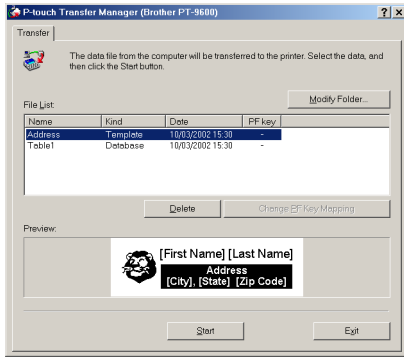 P-touch Transfer Manager (Brother PT-9600)
Transfer
The data file from the computer will be transferred to the printer. Select the data, and
then click the Start button.
Modify Folder...
File List:
Name Kind Date PF key
Address Template 10/03/2002 15:30 -
Table1 Database 10/03/2002 15:30 -
Delete Change PF Key Mapping
Preview:
[First Name] [Last Name]
Address
[City], [State] [Zip Code]
Start Exit